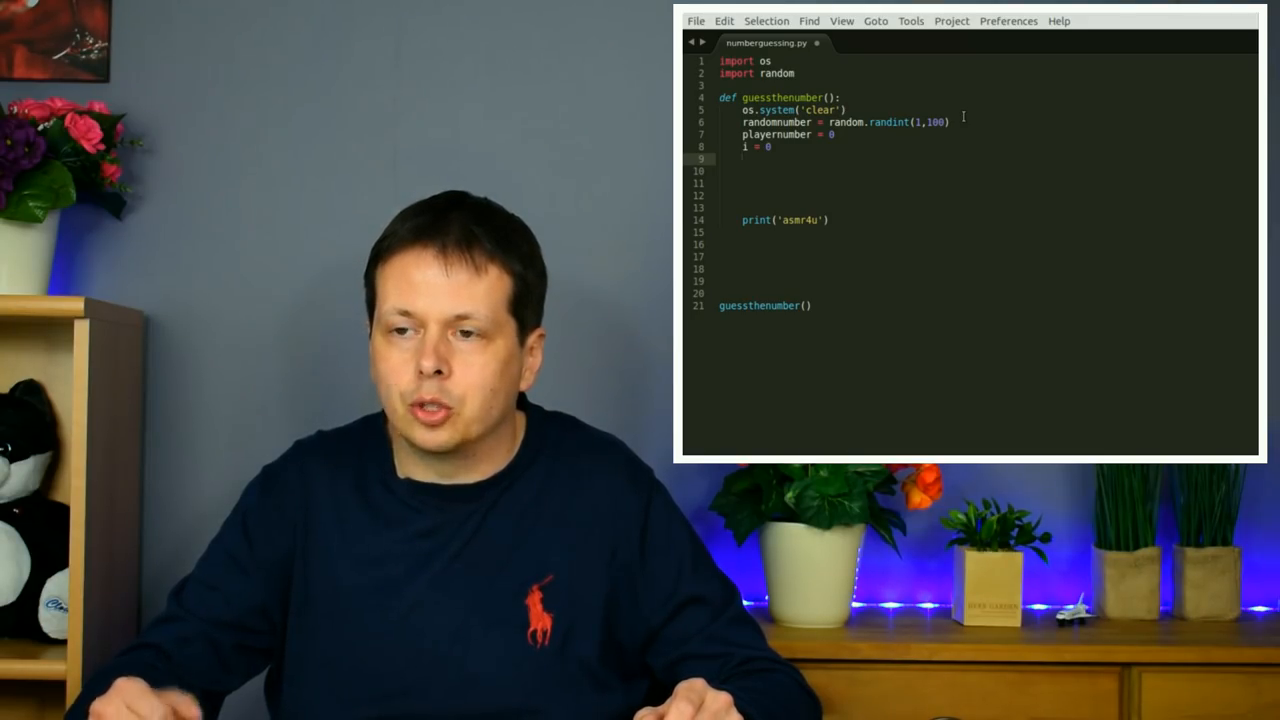 File Edit Selection Find View Goto Tools Project Preferences Help
numberguessing.py
1 import os
2 import random
3
4 def guessthenumber():
5 os.system('clear')
6 randomnumber = random.randint(1,100)
7 playernumber = 0
8 i = 0
9
10
11
12
13
14 print('asmr4u')
15
16
17
18
19
20
21 guessthenumber()
HERB GARDEN